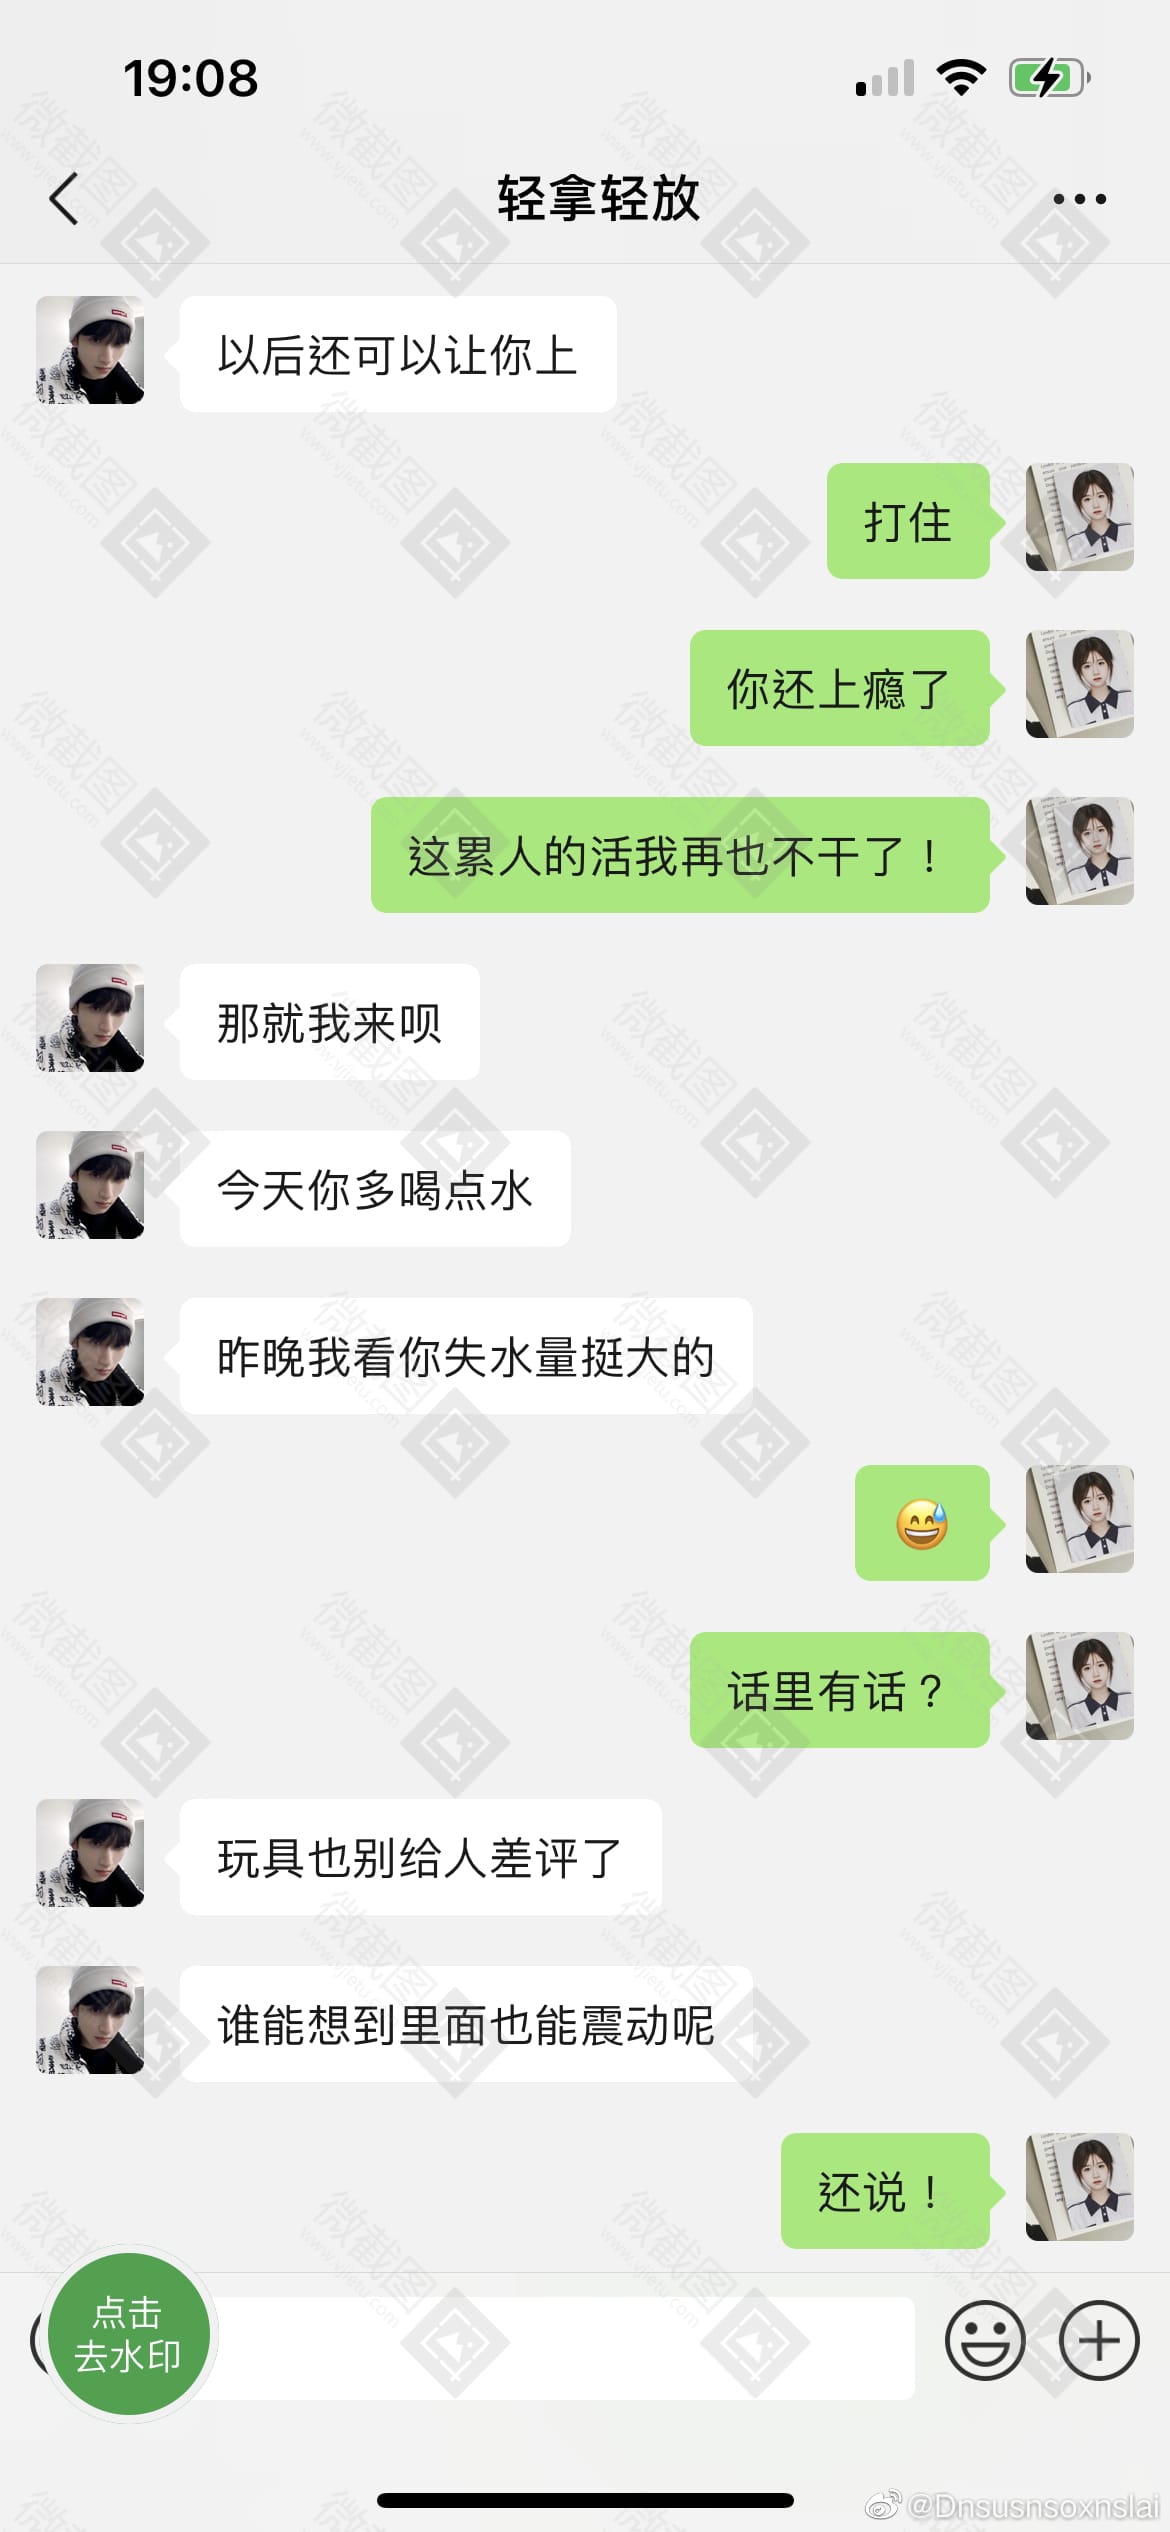 19:08
轻拿轻放
以后还可以让你上
打住
你还上瘾了
这累人的活我再也不干了！
那就我来呗
今天你多喝点水
昨晚我看你失水量挺大的
😅
话里有话？
玩具也别给人差评了
谁能想到里面也能震动呢
还说！
点击
去水印
@Dnsusnsoxnslai
微截图
www.vjietu.com